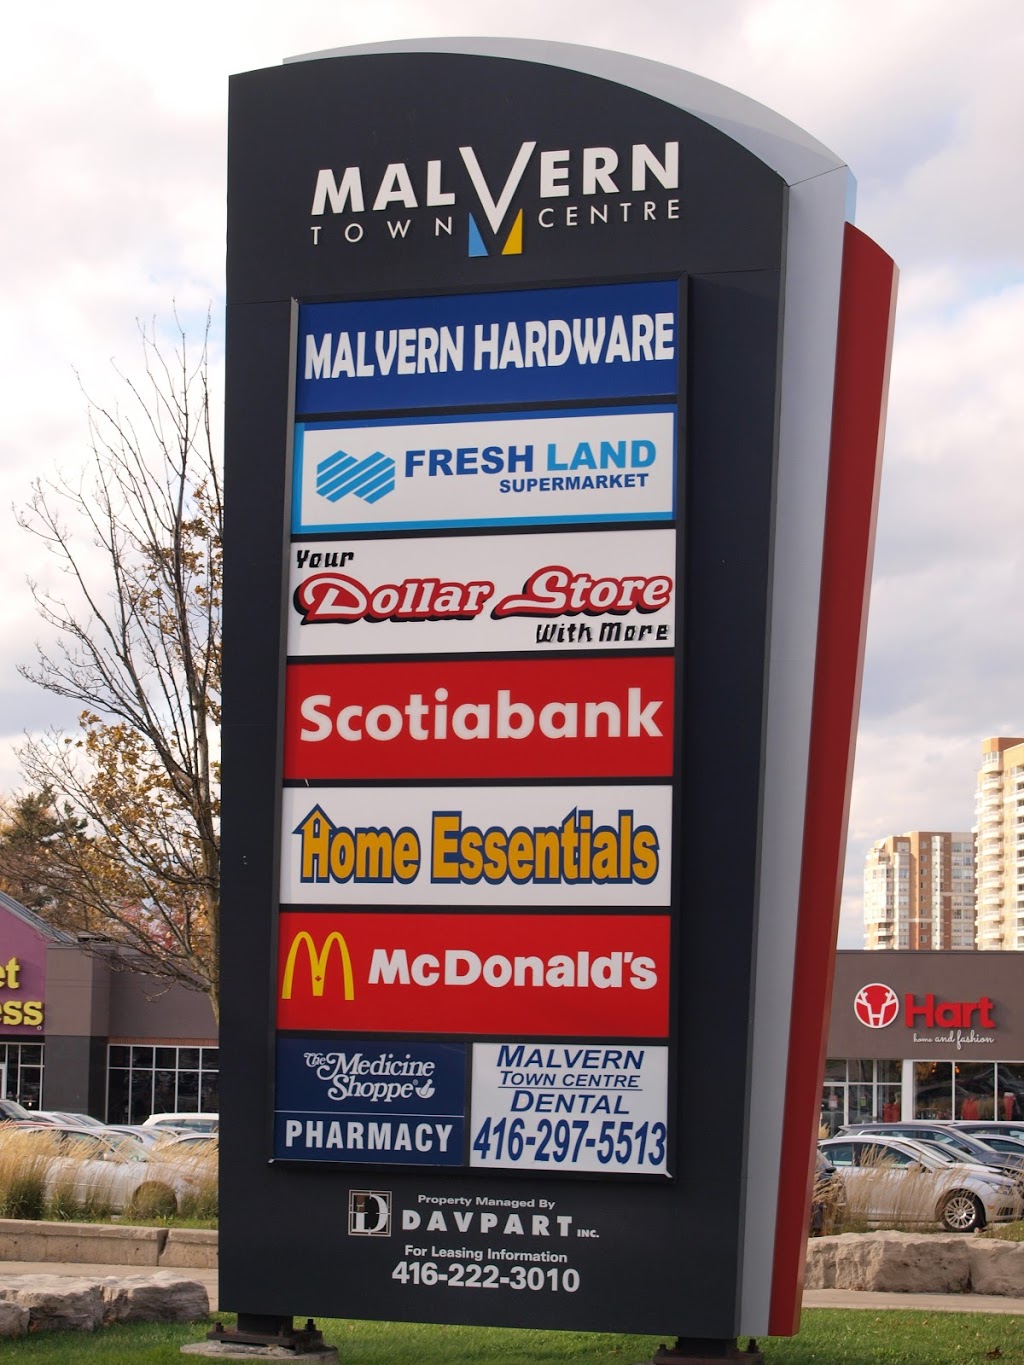 MALVERN
TOWN CENTRE
MALVERN HARDWARE
FRESH LAND
SUPERMARKET
Your
Dollar Store
With More
Scotiabank
Home Essentials
McDonald's
The Medicine
Shoppe
PHARMACY
MALVERN
TOWN CENTRE
DENTAL
416-297-5513
Property Managed By
DAVPART INC.
For Leasing Information
416-222-3010
et
ess
Hart
home and fashion